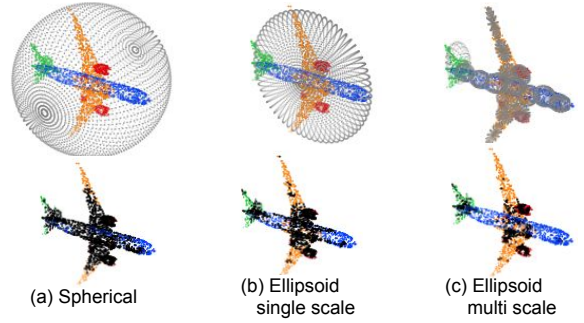 (a) Spherical
(b) Ellipsoid
single scale
(c) Ellipsoid
multi scale